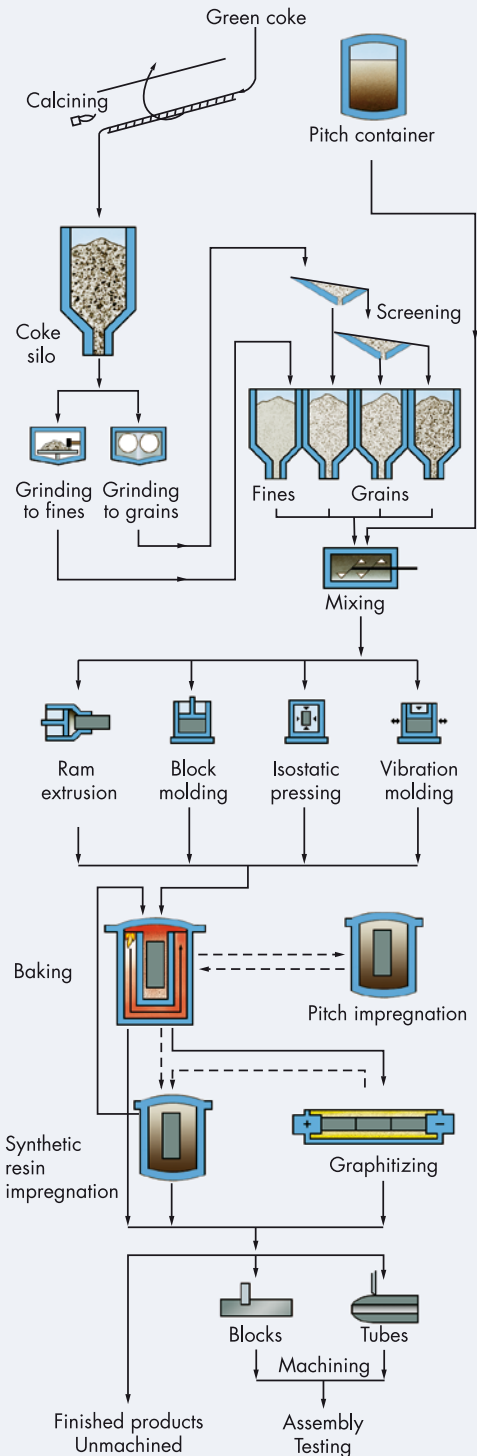 Green coke
Calcining
Pitch container
Coke
silo
Screening
Grinding
to fines
Grinding
to grains
Fines
Grains
Mixing
Ram
extrusion
Block
molding
Isostatic
pressing
Vibration
molding
Baking
Pitch impregnation
Synthetic
resin
impregnation
+
−
Graphitizing
Blocks
Tubes
Machining
Finished products
Unmachined
Assembly
Testing